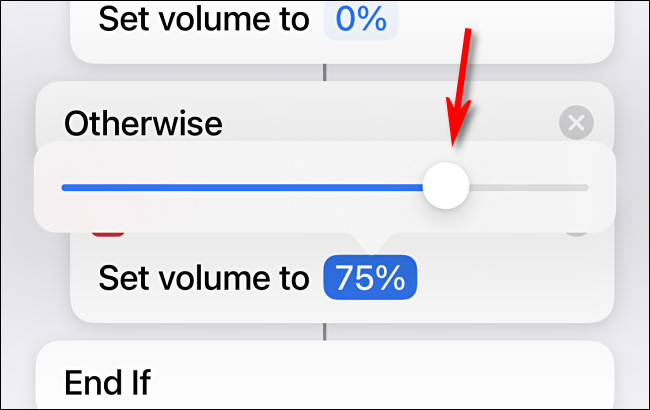 Set volume to 0%
Otherwise
Set volume to 75%
End If